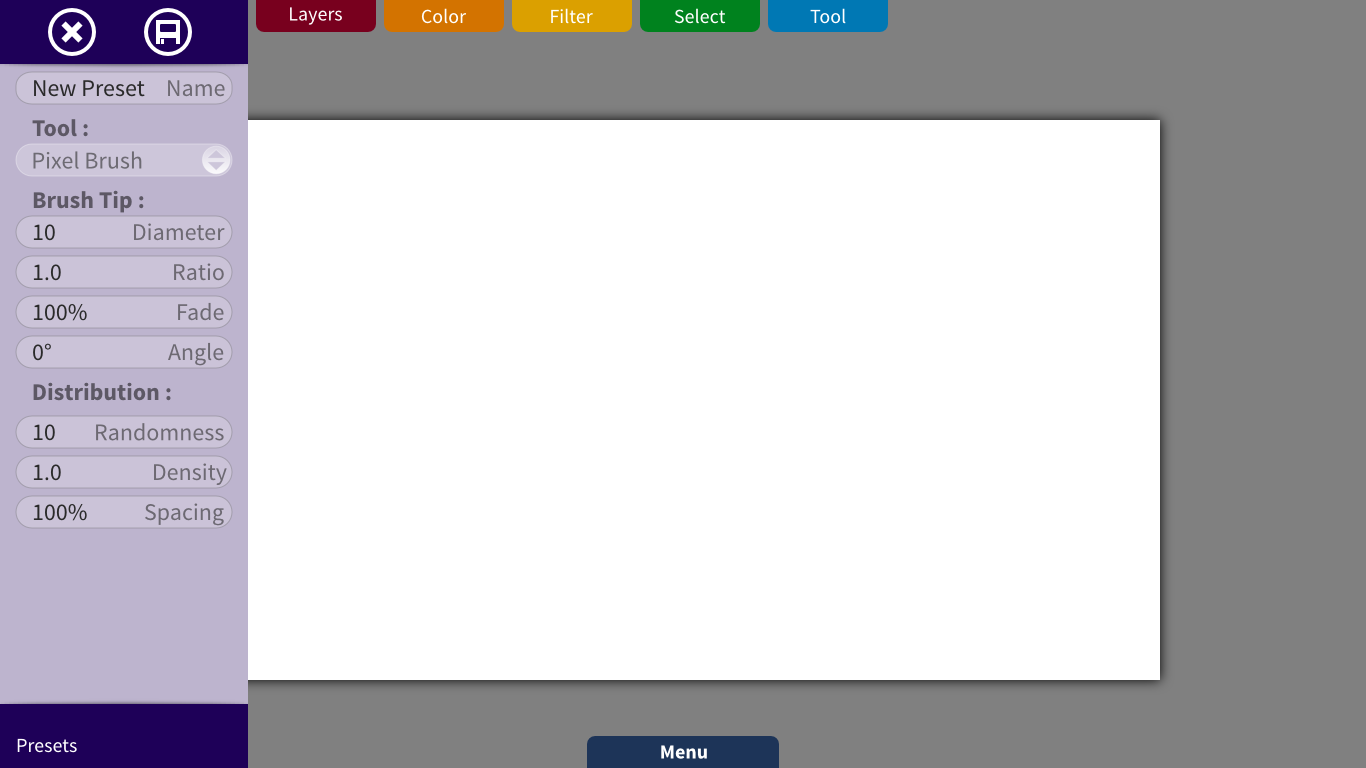 Layers Color Filter Select Tool
New Preset Name
Tool :
Pixel Brush
Brush Tip :
10 Diameter
1.0 Ratio
100% Fade
0° Angle
Distribution :
10 Randomness
1.0 Density
100% Spacing
Presets
Menu